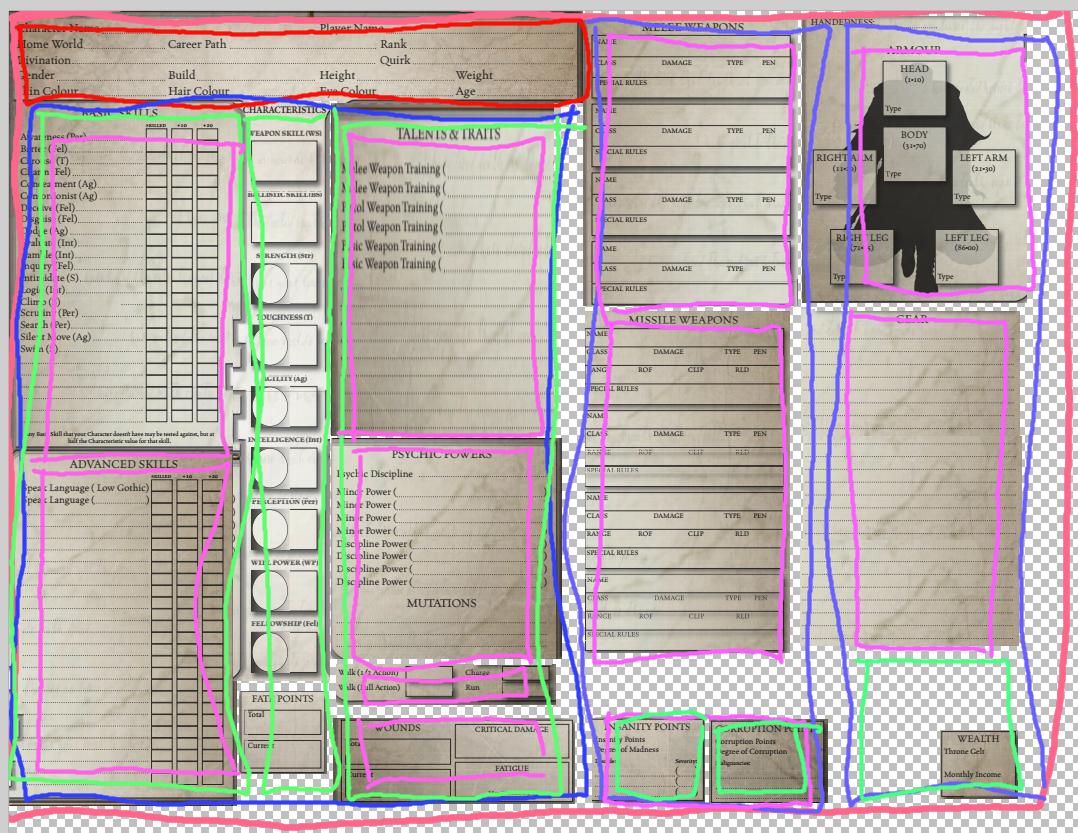 Character Name
Player Name
Home World
Career Path
Rank
Divination
Quirk
Gender
Build
Height
Weight
Skin Colour
Hair Colour
Eye Colour
Age
BASIC SKILLS
SKILLED +10 +20
Awareness (Per)
Barter (Fel)
Carouse (T)
Charm (Fel)
Concealment (Ag)
Contortionist (Ag)
Deceive (Fel)
Disguise (Fel)
Dodge (Ag)
Evaluate (Int)
Gamble (Int)
Inquiry (Fel)
Intimidate (S)
Logic (Int)
Climb (S)
Scrutiny (Per)
Search (Per)
Silent Move (Ag)
Swim (S)
Any Basic Skill that your Character doesn't have may be tested against, but at
half the Characteristic value for that skill.
ADVANCED SKILLS
SKILLED +10 +20
Speak Language ( Low Gothic)
Speak Language (
)
CHARACTERISTICS
WEAPON SKILL (WS)
BALLISTIC SKILL (BS)
STRENGTH (Str)
TOUGHNESS (T)
AGILITY (Ag)
INTELLIGENCE (Int)
PERCEPTION (Per)
WILL POWER (WP)
FELLOWSHIP (Fel)
FATE POINTS
Total
Current
TALENTS & TRAITS
Melee Weapon Training (
Melee Weapon Training (
Pistol Weapon Training (
Pistol Weapon Training (
Basic Weapon Training (
Basic Weapon Training (
PSYCHIC POWERS
Psychic Discipline
Minor Power (
Minor Power (
Minor Power (
Minor Power (
Discipline Power (
Discipline Power (
Discipline Power (
Discipline Power (
MUTATIONS
Walk (1/2 Action)
Charge
Walk (Full Action)
Run
WOUNDS
Total
Current
CRITICAL DAMAGE
FATIGUE
MELEE WEAPONS
NAME
CLASS DAMAGE TYPE PEN
SPECIAL RULES
NAME
CLASS DAMAGE TYPE PEN
SPECIAL RULES
NAME
CLASS DAMAGE TYPE PEN
SPECIAL RULES
NAME
CLASS DAMAGE TYPE PEN
SPECIAL RULES
MISSILE WEAPONS
NAME
CLASS DAMAGE TYPE PEN
RANGE ROF CLIP RLD
SPECIAL RULES
NAME
CLASS DAMAGE TYPE PEN
RANGE ROF CLIP RLD
SPECIAL RULES
NAME
CLASS DAMAGE TYPE PEN
RANGE ROF CLIP RLD
SPECIAL RULES
NAME
CLASS DAMAGE TYPE PEN
RANGE ROF CLIP RLD
SPECIAL RULES
INSANITY POINTS
Insanity Points
Degree of Madness
Severity
CORRUPTION POINTS
Corruption Points
Degree of Corruption
Malignancies
HANDEDNESS:
ARMOUR
HEAD
(1-10)
Type
BODY
(31-70)
Type
RIGHT ARM
(11-20)
Type
LEFT ARM
(21-30)
Type
RIGHT LEG
(71-85)
Type
LEFT LEG
(86-00)
Type
GEAR
WEALTH
Throne Gelt
Monthly Income